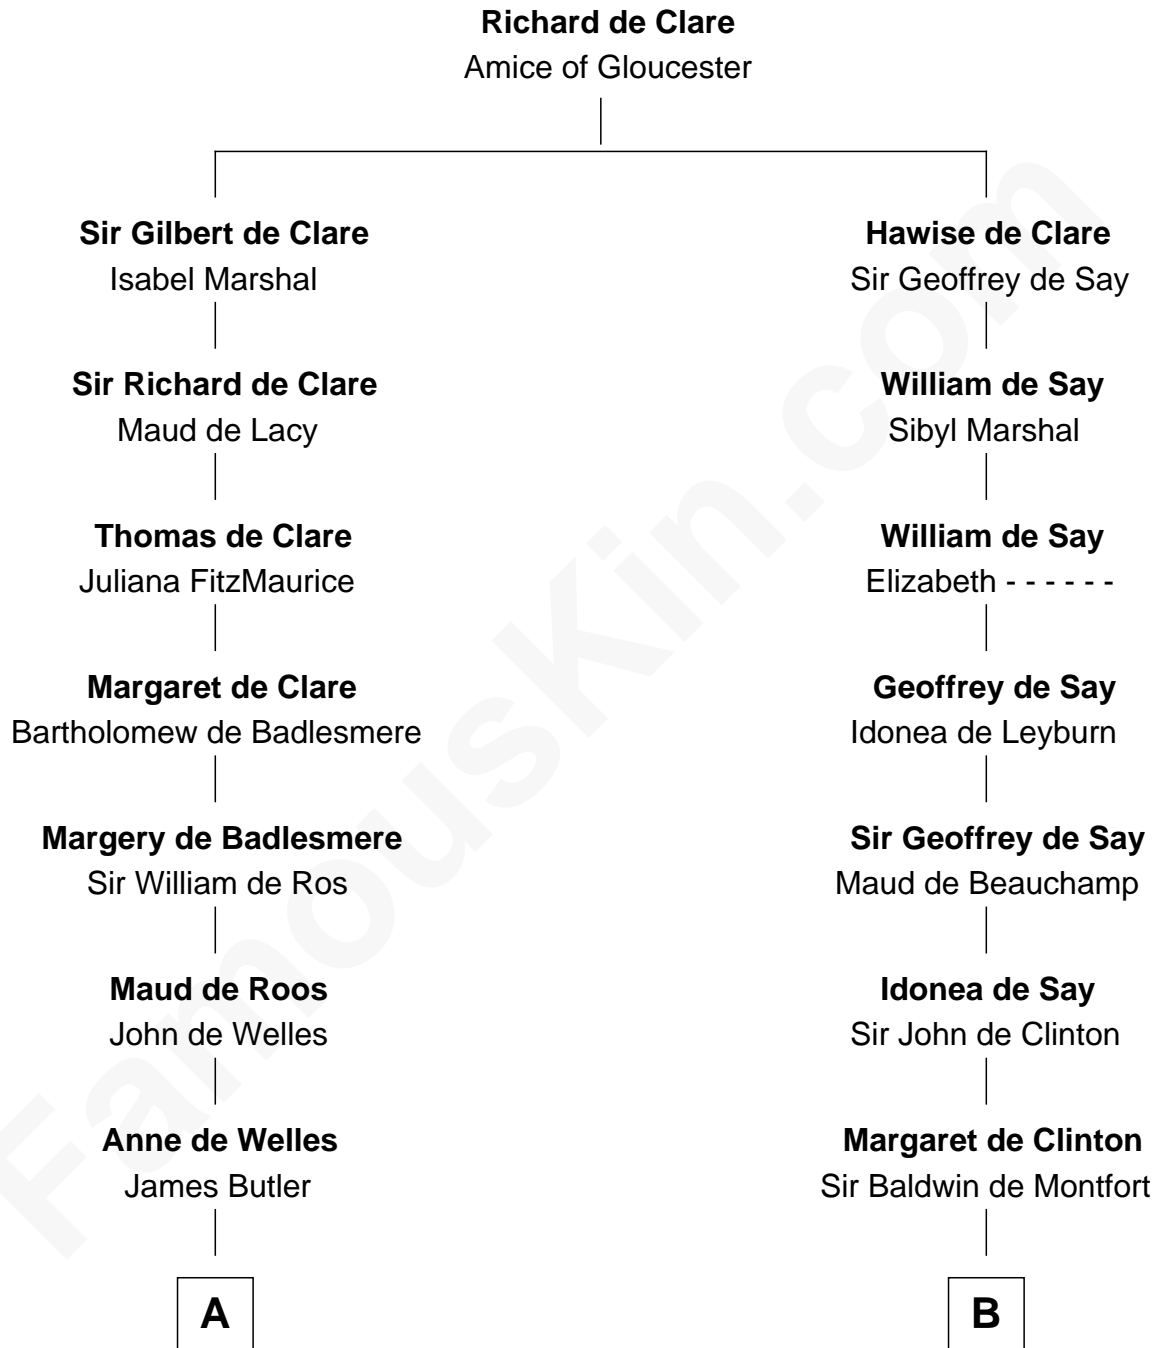 Richard de Clare
Amice of Gloucester
Sir Gilbert de Clare
Isabel Marshal
Sir Richard de Clare
Maud de Lacy
Thomas de Clare
Juliana FitzMaurice
Margaret de Clare
Bartholomew de Badlesmere
Margery de Badlesmere
Sir William de Ros
Maud de Roos
John de Welles
Anne de Welles
James Butler
A
Hawise de Clare
Sir Geoffrey de Say
William de Say
Sibyl Marshal
William de Say
Elizabeth - - - - - -
Geoffrey de Say
Idonea de Leyburn
Sir Geoffrey de Say
Maud de Beauchamp
Idonea de Say
Sir John de Clinton
Margaret de Clinton
Sir Baldwin de Montfort
B
FamousKin.com